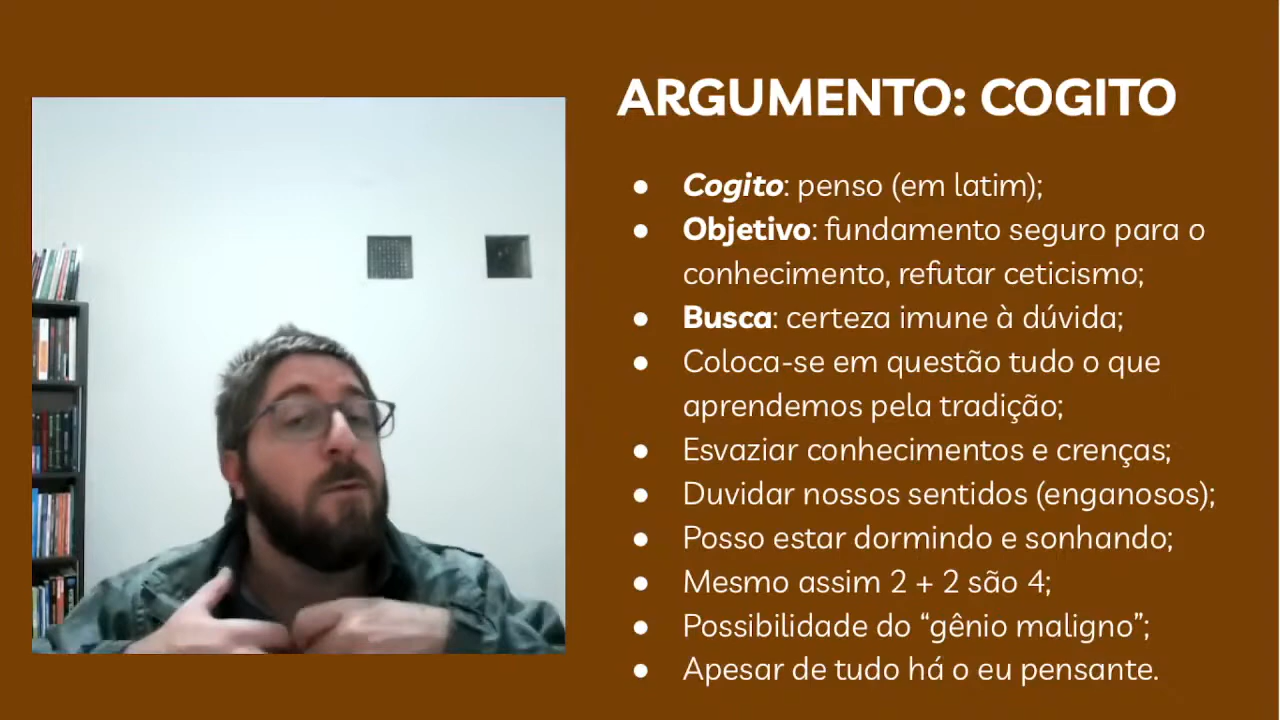 ARGUMENTO: COGITO
● Cogito: penso (em latim);
● Objetivo: fundamento seguro para o
conhecimento, refutar ceticismo;
● Busca: certeza imune à dúvida;
● Coloca-se em questão tudo o que
aprendemos pela tradição;
● Esvaziar conhecimentos e crenças;
● Duvidar nossos sentidos (enganosos);
● Posso estar dormindo e sonhando;
● Mesmo assim 2 + 2 são 4;
● Possibilidade do “gênio maligno”;
● Apesar de tudo há o eu pensante.